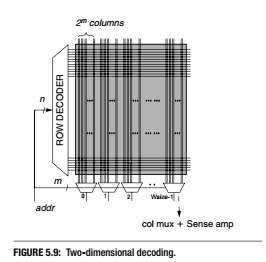 2m columns
ROW DECODER
n
m
0 1 2 Wsize-1
addr
col mux + Sense amp
FIGURE 5.9: Two-dimensional decoding.